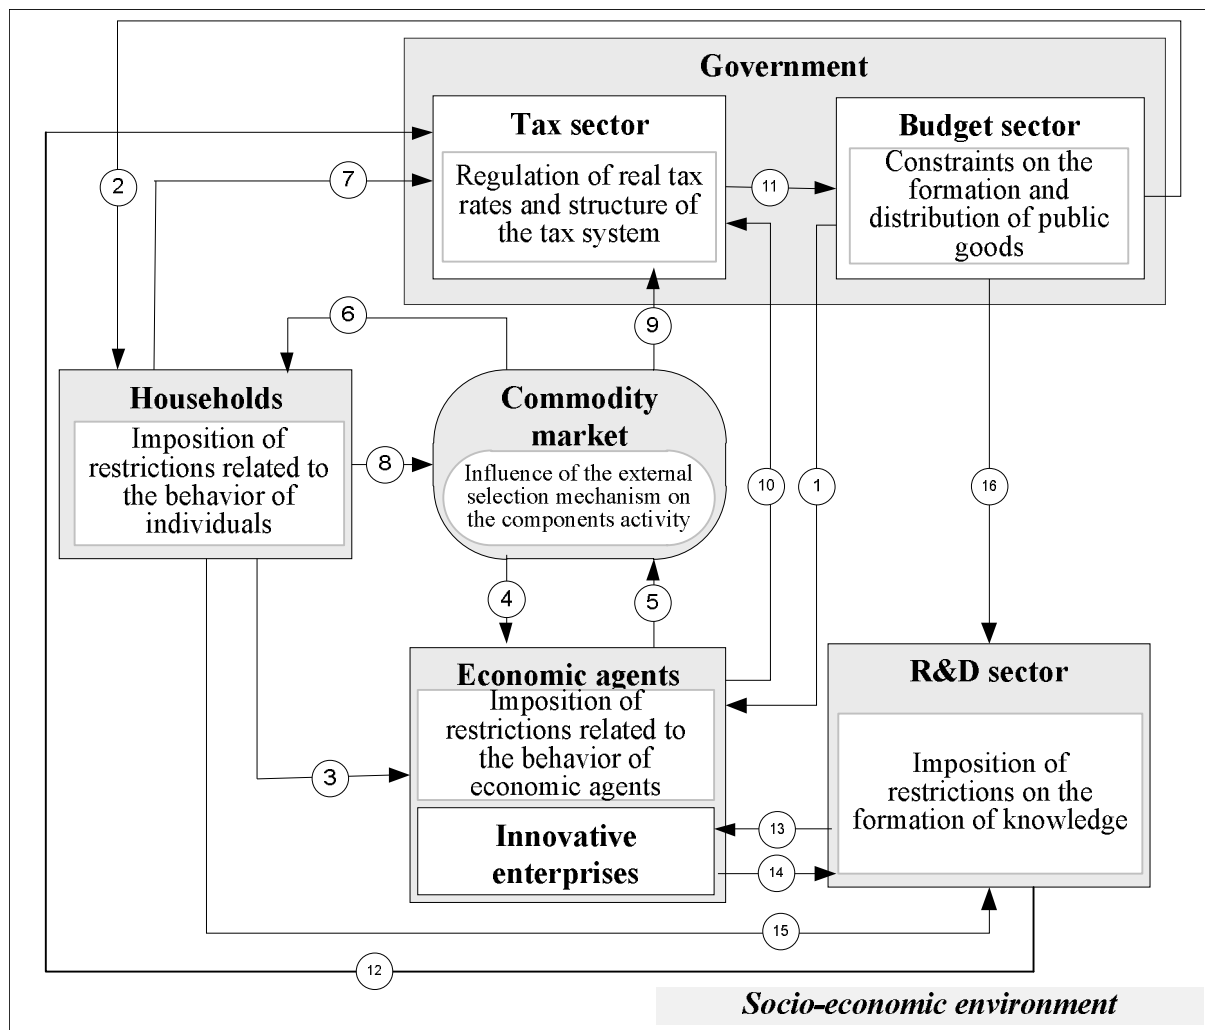 Government
Tax sector
Regulation of real tax
rates and structure of
the tax system
Budget sector
Constraints on the
formation and
distribution of public
goods
2
7
11
6
9
Households
Imposition of
restrictions related to
the behavior of
individuals
8
Commodity
market
Influence of the external
selection mechanism on
the components activity
10
1
16
4
5
Economic agents
Imposition of
restrictions related to
the behavior of
economic agents
Innovative
enterprises
3
R&D sector
Imposition of
restrictions on the
formation of knowledge
13
14
15
12
Socio-economic environment